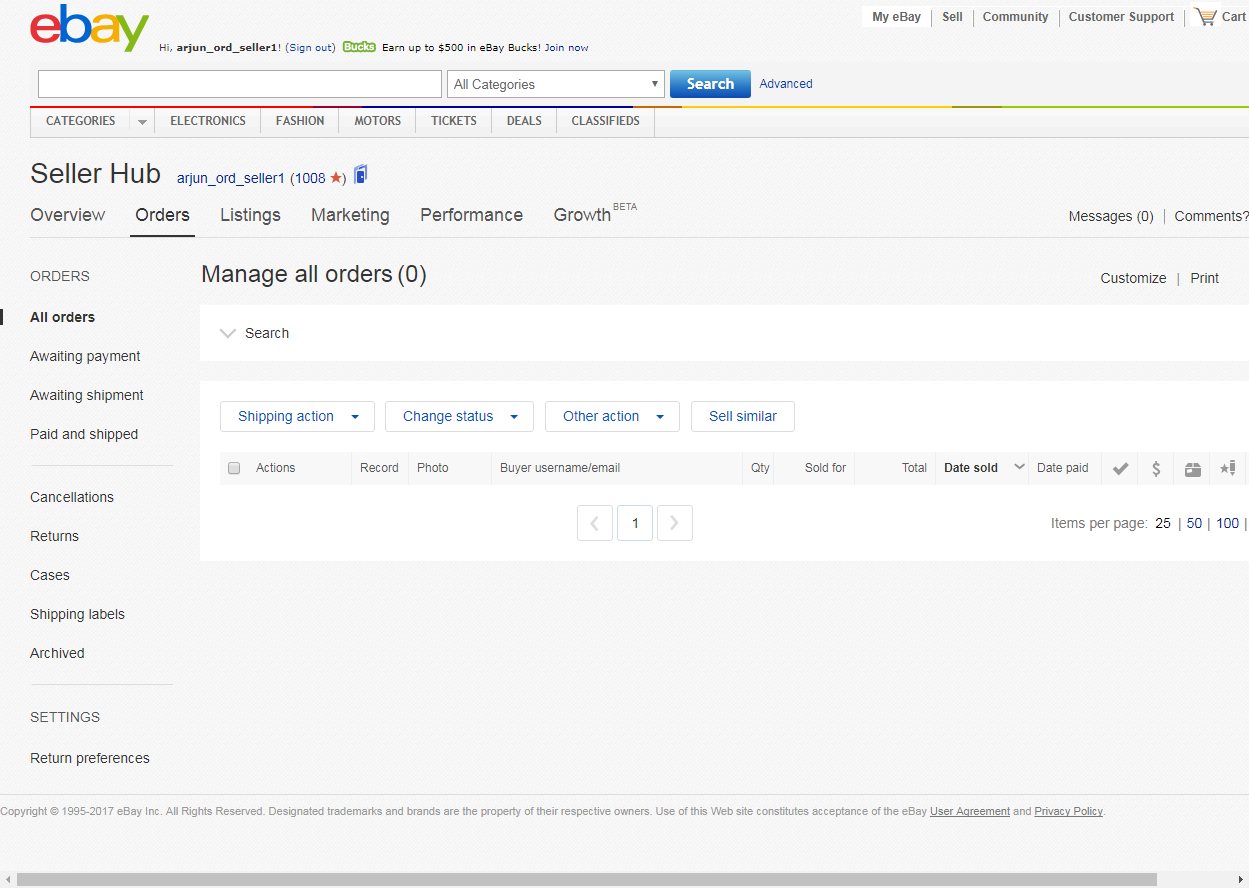 ebay
My eBay Sell Community Customer Support Cart
Hi, arjun_ord_seller1! (Sign out) Bucks Earn up to $500 in eBay Bucks! Join now
All Categories Search Advanced
CATEGORIES ELECTRONICS FASHION MOTORS TICKETS DEALS CLASSIFIEDS
Seller Hub arjun_ord_seller1 (1008 ★)
Overview Orders Listings Marketing Performance Growth BETA Messages (0) | Comments?
ORDERS
Manage all orders (0) Customize | Print
All orders
Search
Awaiting payment
Awaiting shipment
Shipping action Change status Other action Sell similar
Paid and shipped
Actions Record Photo Buyer username/email Qty Sold for Total Date sold Date paid $
Cancellations
1 Items per page: 25 | 50 | 100 |
Returns
Cases
Shipping labels
Archived
SETTINGS
Return preferences
Copyright © 1995-2017 eBay Inc. All Rights Reserved. Designated trademarks and brands are the property of their respective owners. Use of this Web site constitutes acceptance of the eBay User Agreement and Privacy Policy.